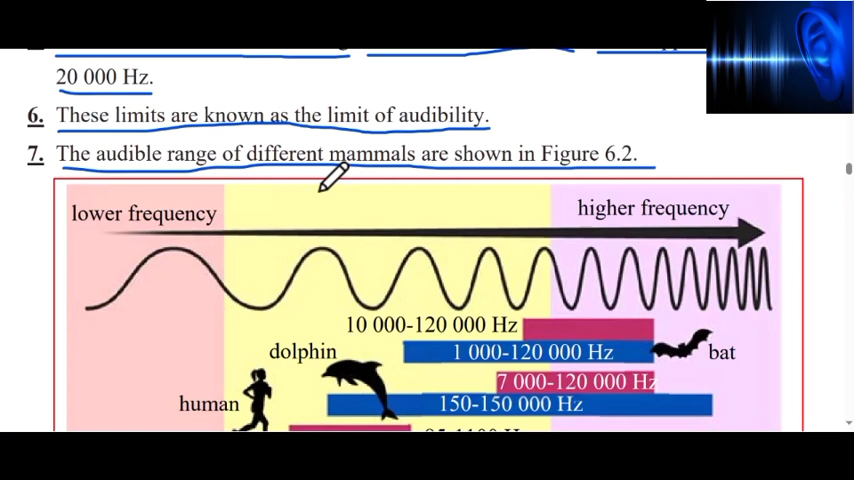 20 000 Hz.
6. These limits are known as the limit of audibility.
7. The audible range of different mammals are shown in Figure 6.2.
lower frequency
higher frequency
10 000-120 000 Hz
dolphin
1 000-120 000 Hz
bat
7 000-120 000 Hz
human
150-150 000 Hz